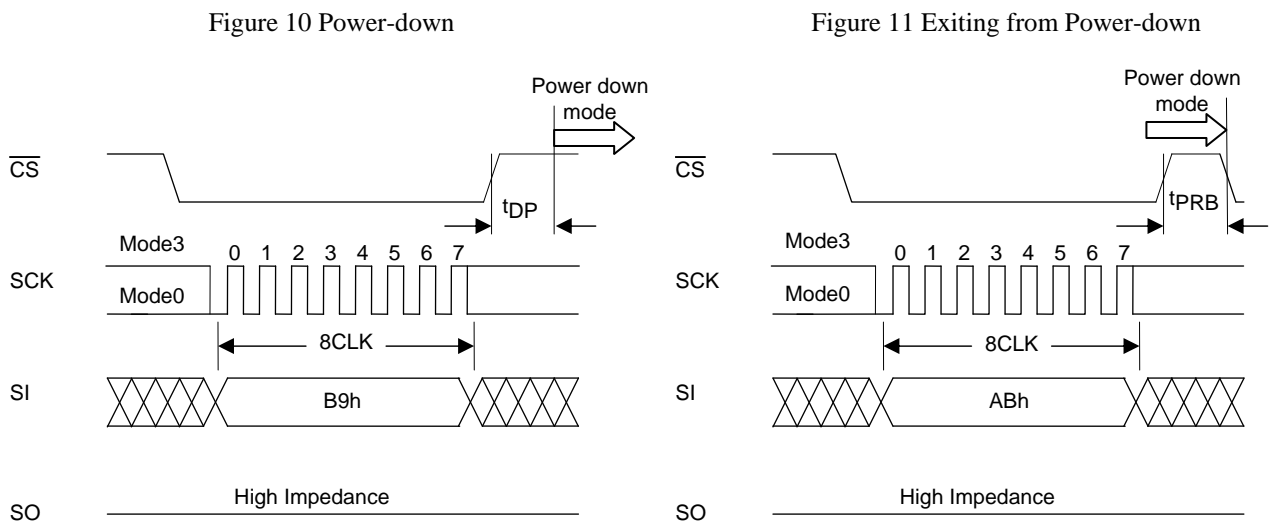 Figure 10 Power-down
Power down
mode
CS
tDP
Mode3
0 1 2 3 4 5 6 7
SCK
Mode0
8CLK
SI
B9h
High Impedance
SO
Figure 11 Exiting from Power-down
Power down
mode
CS
tPRB
Mode3
0 1 2 3 4 5 6 7
SCK
Mode0
8CLK
SI
ABh
High Impedance
SO